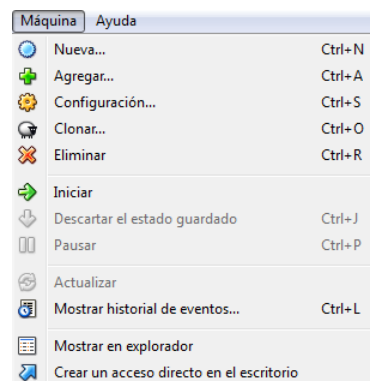 Máquina Ayuda
Nueva... Ctrl+N
Agregar... Ctrl+A
Configuración... Ctrl+S
Clonar... Ctrl+O
Eliminar Ctrl+R
Iniciar
Descartar el estado guardado Ctrl+J
Pausar Ctrl+P
Actualizar
Mostrar historial de eventos... Ctrl+L
Mostrar en explorador
Crear un acceso directo en el escritorio